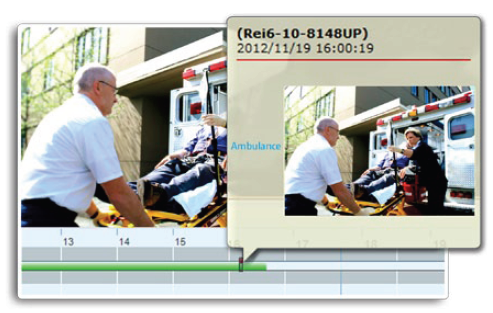 (Rei6-10-8148UP)
2012/11/19 16:00:19
Ambulance
13 14 15 17 18 19